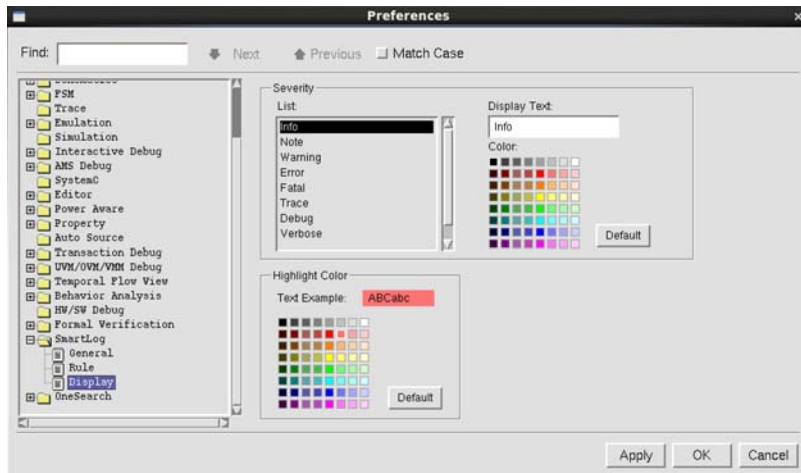 Preferences
Find:
Next
Previous
Match Case
FSM
Trace
Emulation
Simulation
Interactive Debug
AMS Debug
SystemC
Editor
Power Aware
Property
Auto Source
Transaction Debug
UVM/OVM/VMM Debug
Temporal Flow View
Behavior Analysis
HW/SW Debug
Formal Verification
SmartLog
General
Rule
Display
OneSearch
Severity
List:
Info
Note
Warning
Error
Fatal
Trace
Debug
Verbose
Display Text:
Info
Color:
Default
Highlight Color
Text Example:
ABCabc
Default
Apply
OK
Cancel